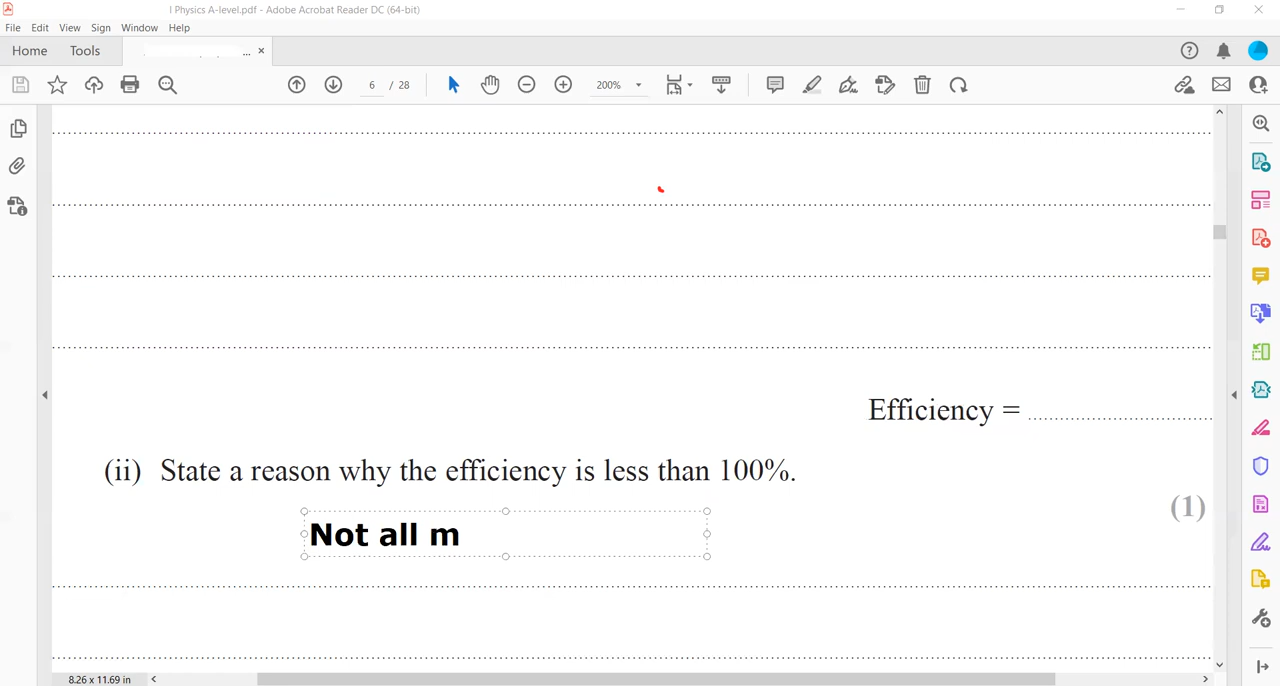 I Physics A-level.pdf - Adobe Acrobat Reader DC (64-bit)
File Edit View Sign Window Help
Home Tools ... ×
6 / 28 200%
Efficiency = ........................
(ii) State a reason why the efficiency is less than 100%.
(1)
Not all m
8.26 x 11.69 in